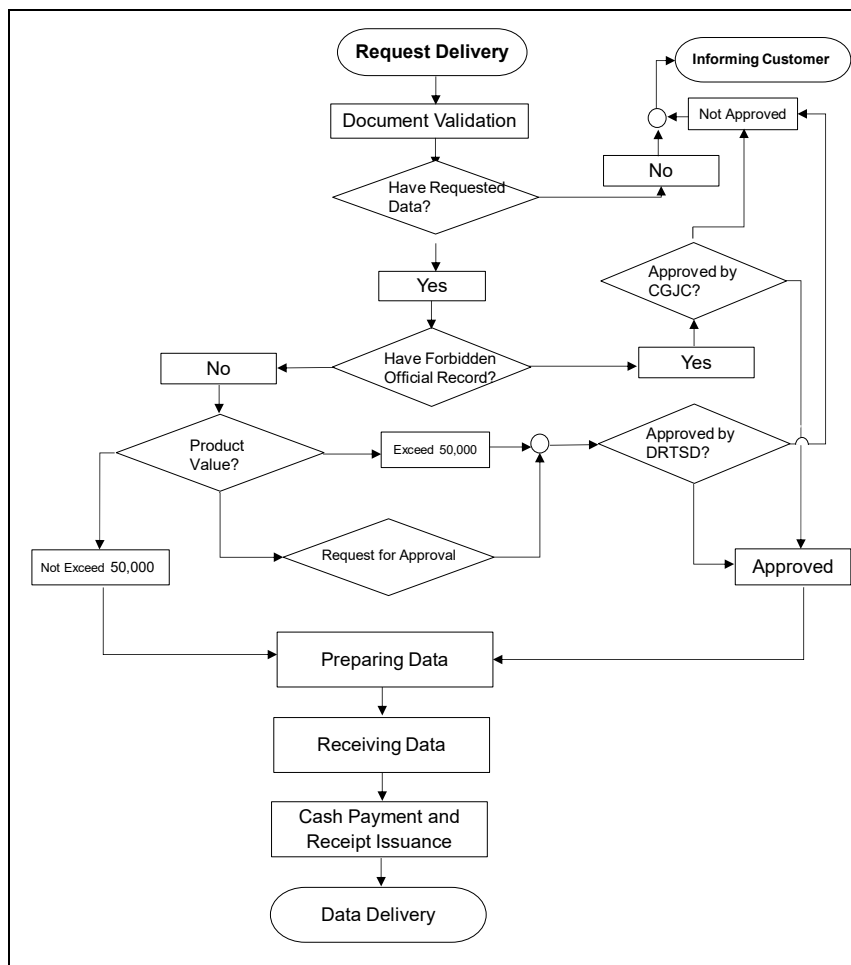 Request Delivery
Informing Customer
Document Validation
Not Approved
No
Have Requested
Data?
Approved by
CGJC?
Yes
Have Forbidden
Official Record?
No
Yes
Product
Value?
Exceed 50,000
Approved by
DRTSD?
Request for Approval
Not Exceed 50,000
Approved
Preparing Data
Receiving Data
Cash Payment and
Receipt Issuance
Data Delivery